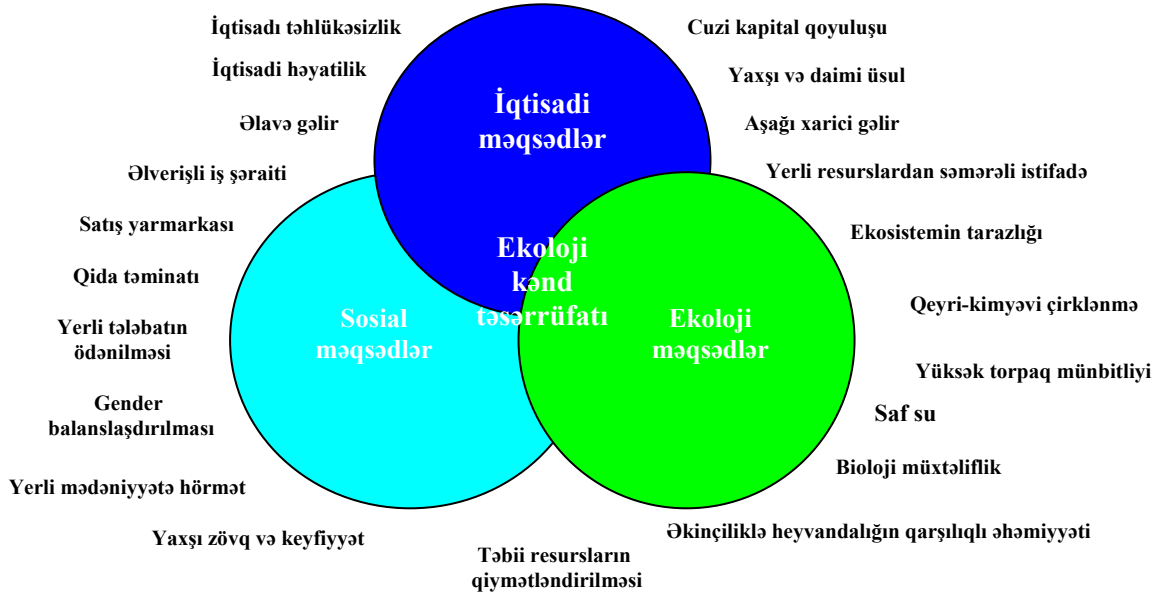 İqtisadı təhlükəsizlik
İqtisadi həyatilik
Əlavə gəlir
Əlverişli iş şəraiti
Satış yarmarkası
Qida təminatı
Yerli tələbatın
ödənilməsi
Gender
balanslaşdırılması
Yerli mədəniyyətə hörmət
Yaxşı zövq və keyfiyyət
İqtisadi
məqsədlər
Ekoloji
kənd
təsərrüfatı
Sosial
məqsədlər
Ekoloji
məqsədlər
Cuzi kapital qoyuluşu
Yaxşı və daimi üsul
Aşağı xarici gəlir
Yerli resurslardan səmərəli istifadə
Ekosistemin tarazlığı
Qeyri-kimyəvi çirklənmə
Yüksək torpaq münbitliyi
Saf su
Bioloji müxtəliflik
Əkinçiliklə heyvandalığın qarşılıqlı əhəmiyyəti
Təbii resursların
qiymətləndirilməsi